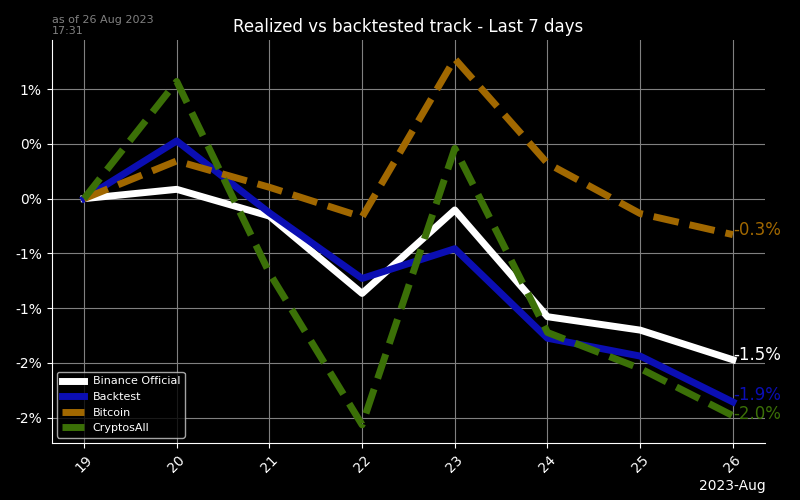 as of 26 Aug 2023
17:31
Realized vs backtested track - Last 7 days
1%
0%
0%
-1%
-1%
-2%
-2%
-0.3%
-1.5%
-1.9%
-2.0%
Binance Official
Backtest
Bitcoin
CryptosAll
19
20
21
22
23
24
25
26
2023-Aug